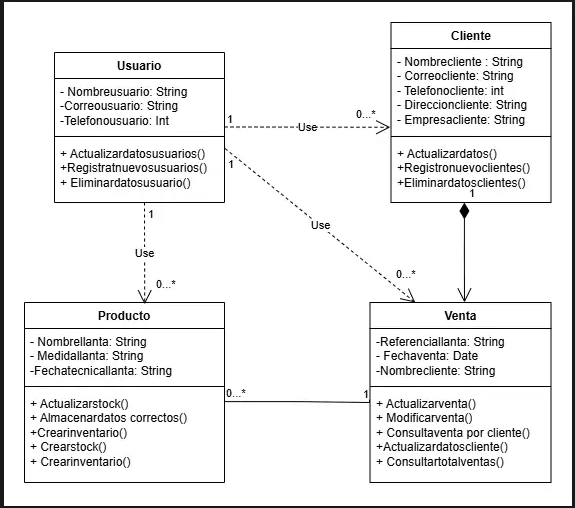 Cliente
- Nombrecliente : String
- Correocliente: String
- Telefonocliente: int
- Direccioncliente: String
- Empresacliente: String
+ Actualizardatos()
+Registronuevoclientes()
+Eliminardatosclientes()
1
Usuario
- Nombreusuario: String
-Correousuario: String
-Telefonousuario: Int
+ Actualizardatosusuarios()
+Registratnuevosusuarios()
+ Eliminardatosusuario()
1
Use
0...*
1
Use
0...*
1
Use
0...*
Producto
- Nombrellanta: String
- Medidallanta: String
-Fechatecnicallanta: String
+ Actualizarstock()
+ Almacenardatos correctos()
+Crearinventario()
+ Crearstock()
+ Crearinventario()
0...*
1
Venta
-Referenciallanta: String
- Fechaventa: Date
-Nombrecliente: String
+ Actualizarventa()
+ Modificarventa()
+ Consultaventa por cliente()
+Actualizardatoscliente()
+ Consultartotalventas()